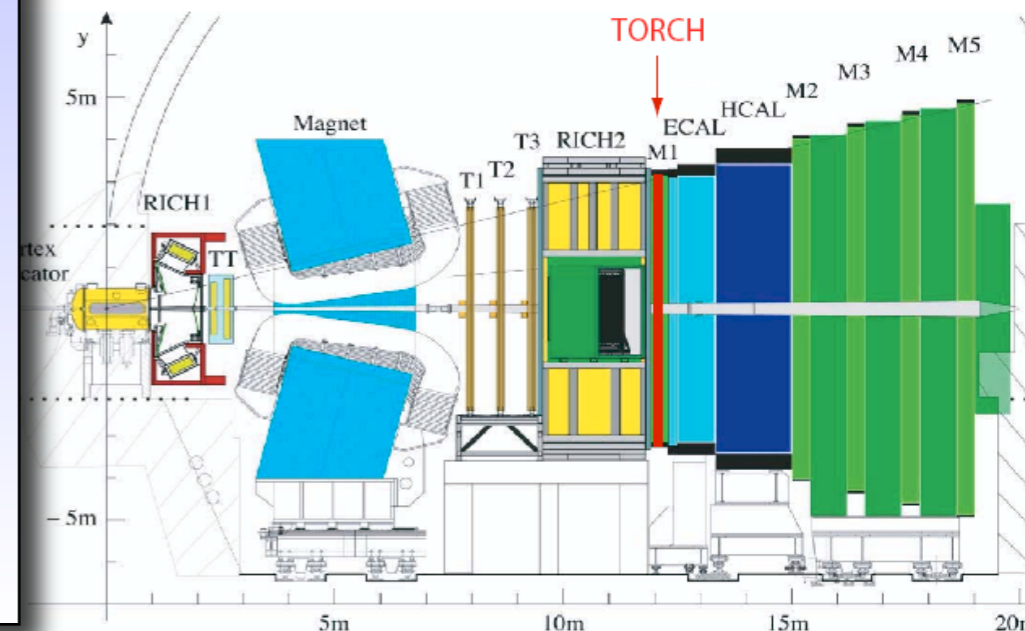 TORCH
y
5m
Magnet
RICH1
TT
T1
T2
T3
RICH2
M1
ECAL
HCAL
M2
M3
M4
M5
rtex
cator
– 5m
5m
10m
15m
20